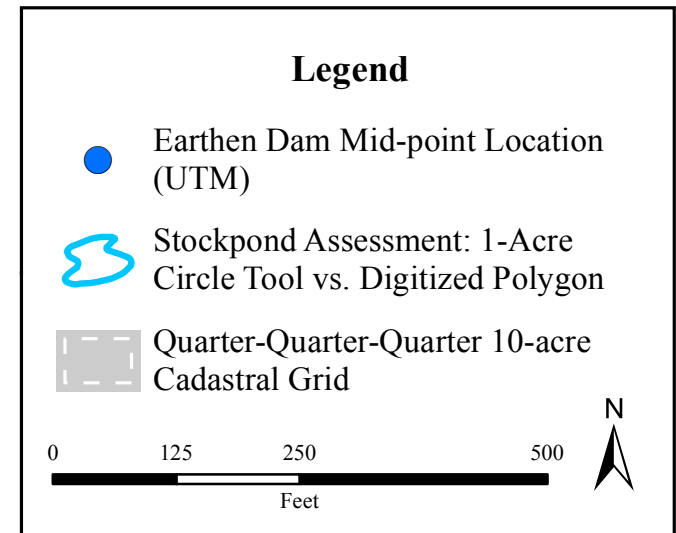 Legend
Earthen Dam Mid-point Location
(UTM)
Stockpond Assessment: 1-Acre
Circle Tool vs. Digitized Polygon
Quarter-Quarter-Quarter 10-acre
Cadastral Grid
N
0 125 250 500
Feet